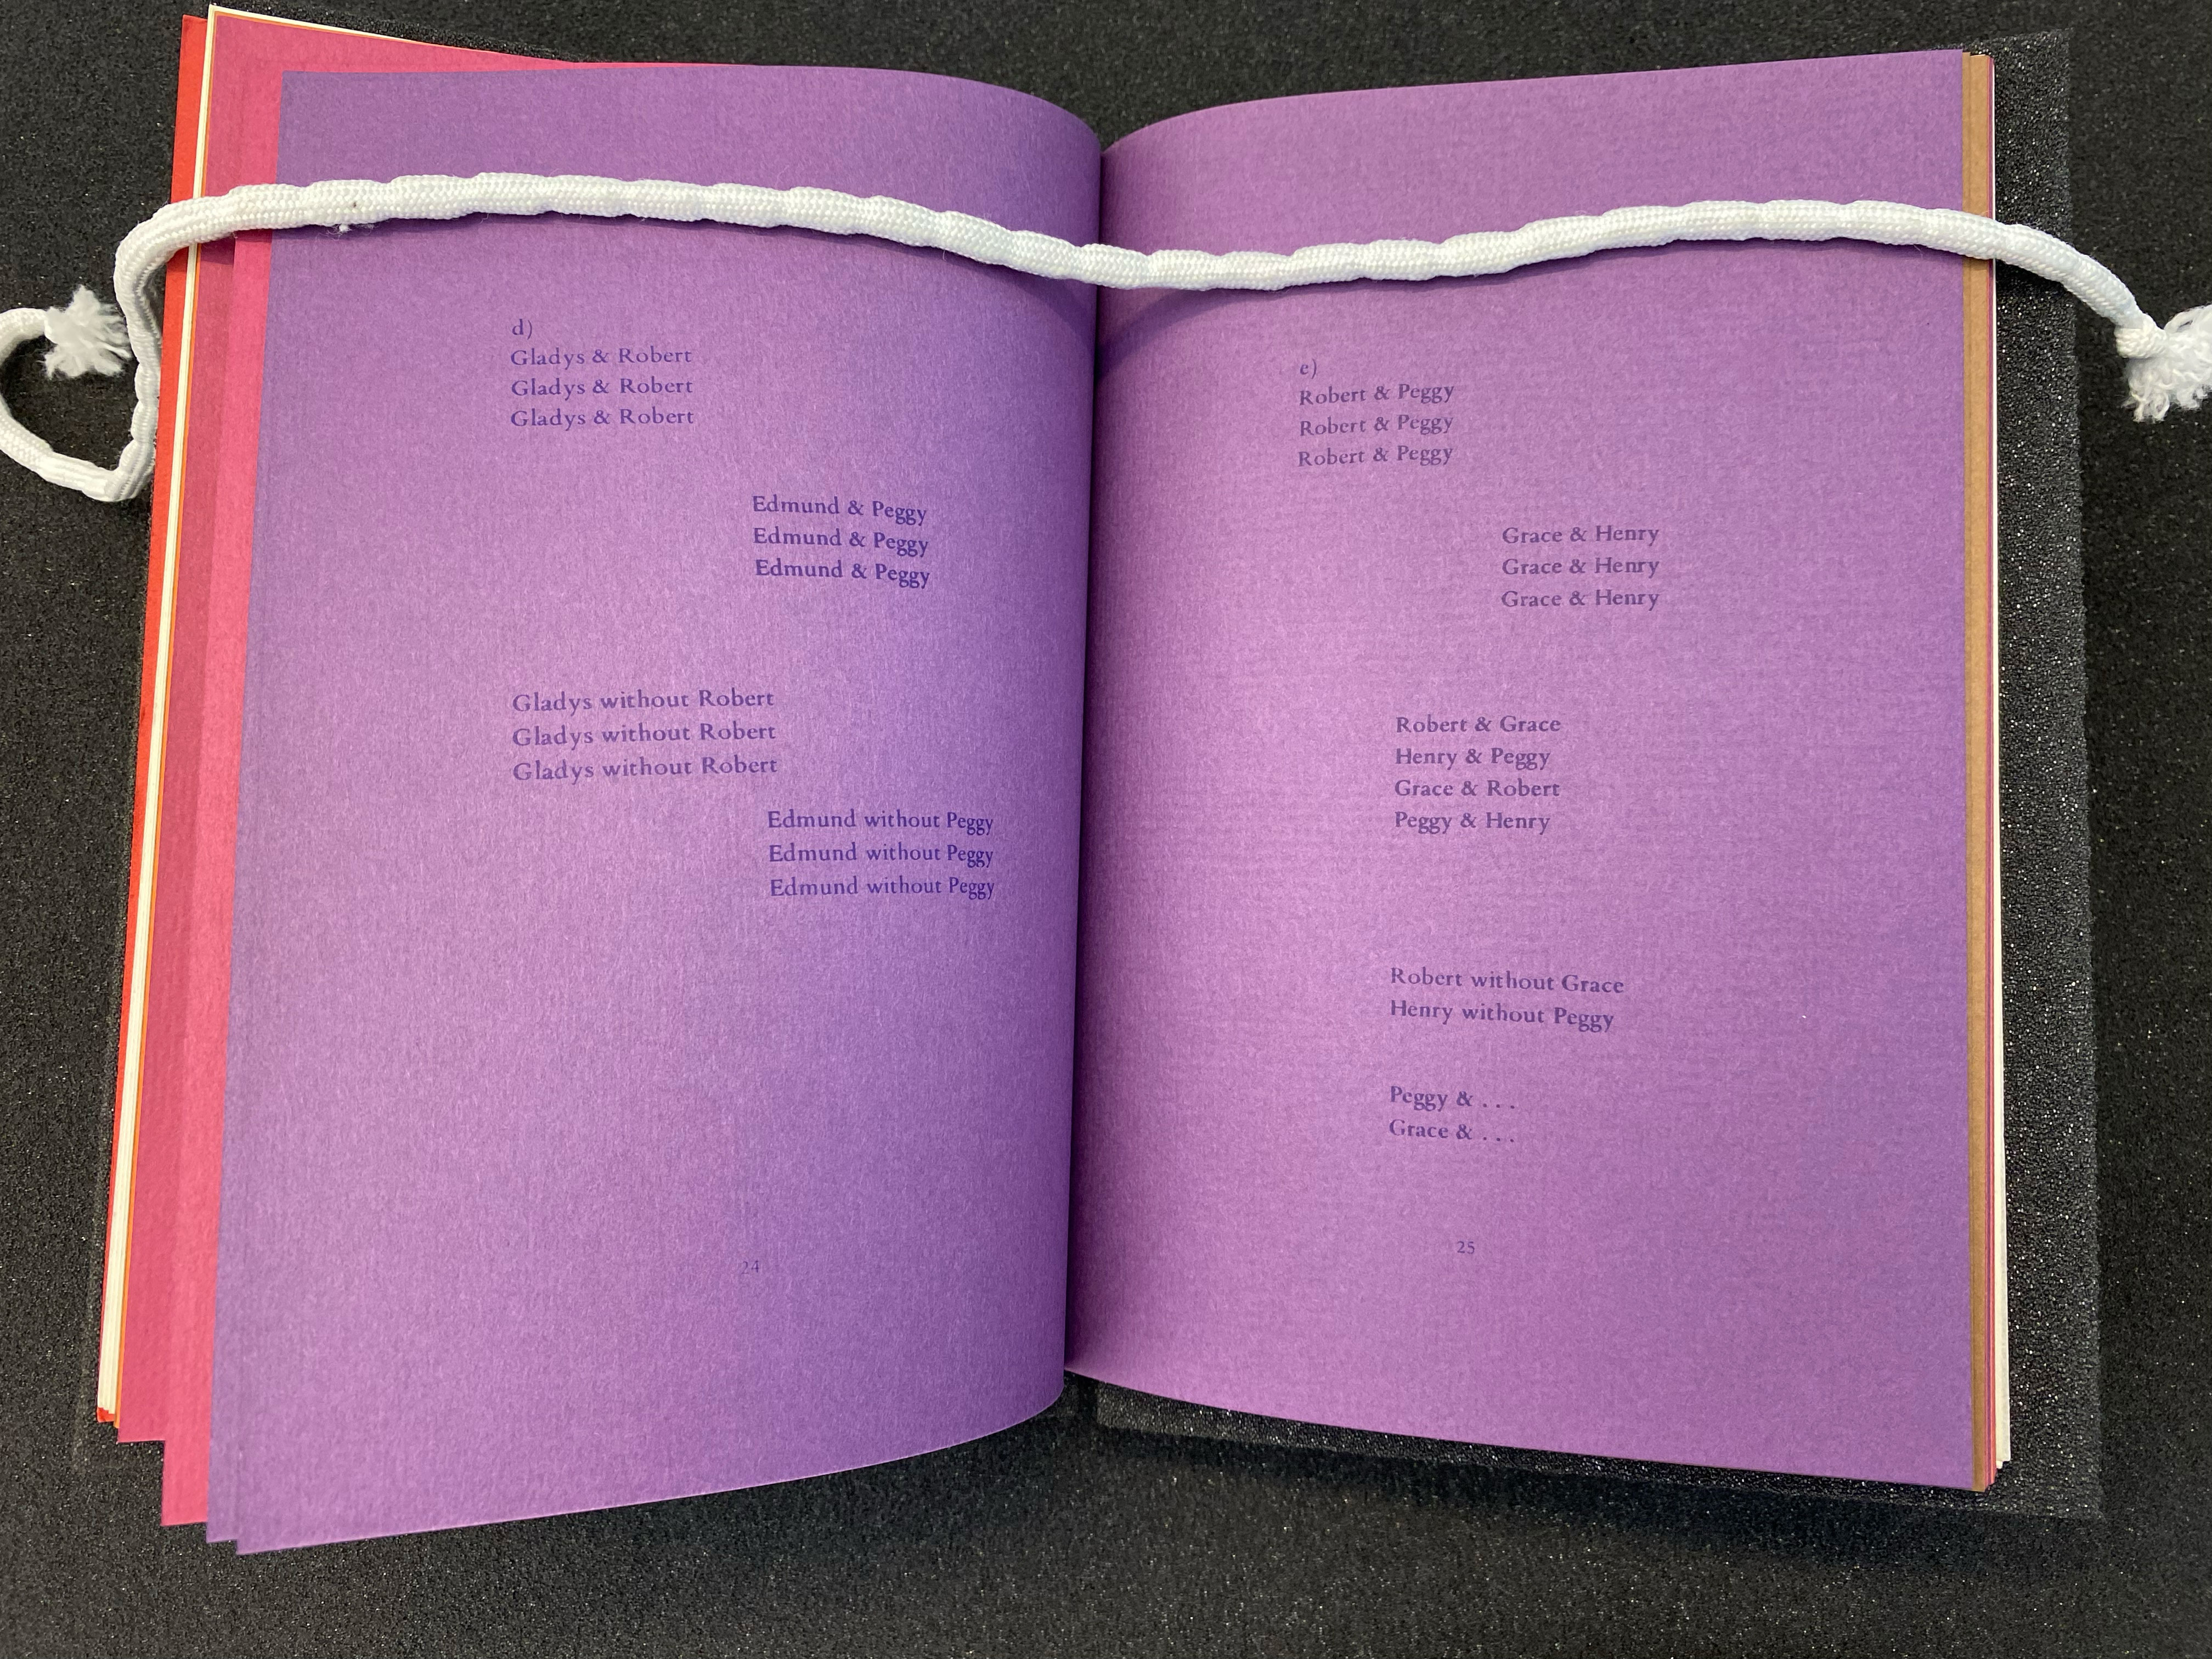 d)
Gladys & Robert
Gladys & Robert
Gladys & Robert
Edmund & Peggy
Edmund & Peggy
Edmund & Peggy
Gladys without Robert
Gladys without Robert
Gladys without Robert
Edmund without Peggy
Edmund without Peggy
Edmund without Peggy
24
e)
Robert & Peggy
Robert & Peggy
Robert & Peggy
Grace & Henry
Grace & Henry
Grace & Henry
Robert & Grace
Henry & Peggy
Grace & Robert
Peggy & Henry
Robert without Grace
Henry without Peggy
Peggy & . . .
Grace & . . .
25